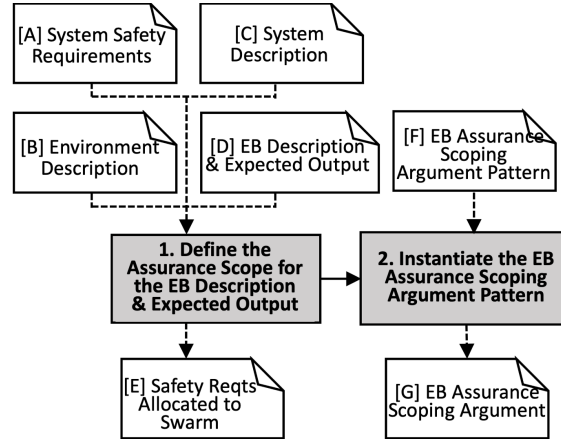 [A] System Safety
Requirements
[C] System
Description
[B] Environment
Description
[D] EB Description
& Expected Output
[F] EB Assurance
Scoping
Argument Pattern
1. Define the
Assurance Scope for
the EB Description
& Expected Output
2. Instantiate the EB
Assurance Scoping
Argument Pattern
[E] Safety Reqts
Allocated to
Swarm
[G] EB Assurance
Scoping Argument